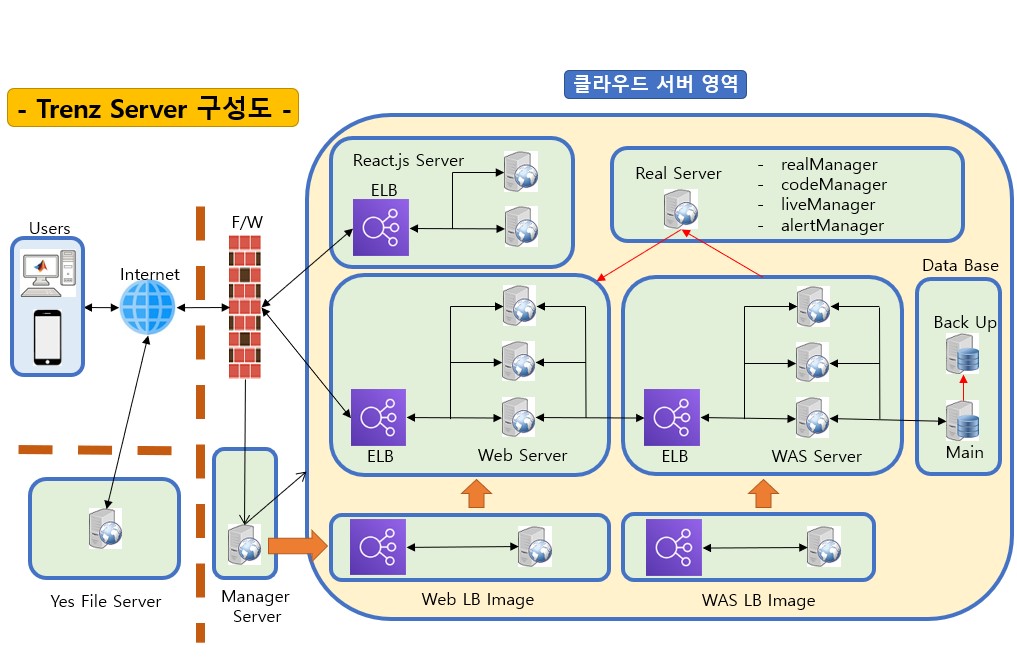 클라우드 서버 영역
- Trenz Server 구성도 -
React.js Server
ELB
Real Server
- realManager
- codeManager
- liveManager
- alertManager
F/W
Users
Internet
Data Base
Back Up
Main
ELB
Web Server
ELB
WAS Server
Yes File Server
Manager
Server
Web LB Image
WAS LB Image